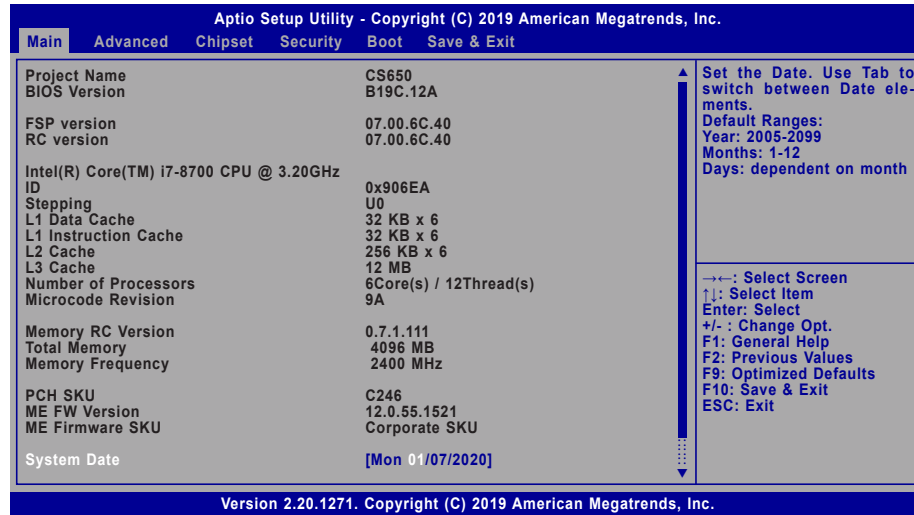 Aptio Setup Utility - Copyright (C) 2019 American Megatrends, Inc.
Main Advanced Chipset Security Boot Save & Exit
Project Name CS650
BIOS Version B19C.12A
FSP version 07.00.6C.40
RC version 07.00.6C.40
Intel(R) Core(TM) i7-8700 CPU @ 3.20GHz
ID 0x906EA
Stepping U0
L1 Data Cache 32 KB x 6
L1 Instruction Cache 32 KB x 6
L2 Cache 256 KB x 6
L3 Cache 12 MB
Number of Processors 6Core(s) / 12Thread(s)
Microcode Revision 9A
Memory RC Version 0.7.1.111
Total Memory 4096 MB
Memory Frequency 2400 MHz
PCH SKU C246
ME FW Version 12.0.55.1521
ME Firmware SKU Corporate SKU
System Date [Mon 01/07/2020]
Set the Date. Use Tab to
switch between Date ele-
ments.
Default Ranges:
Year: 2005-2099
Months: 1-12
Days: dependent on month
→←: Select Screen
↑↓: Select Item
Enter: Select
+/- : Change Opt.
F1: General Help
F2: Previous Values
F9: Optimized Defaults
F10: Save & Exit
ESC: Exit
Version 2.20.1271. Copyright (C) 2019 American Megatrends, Inc.